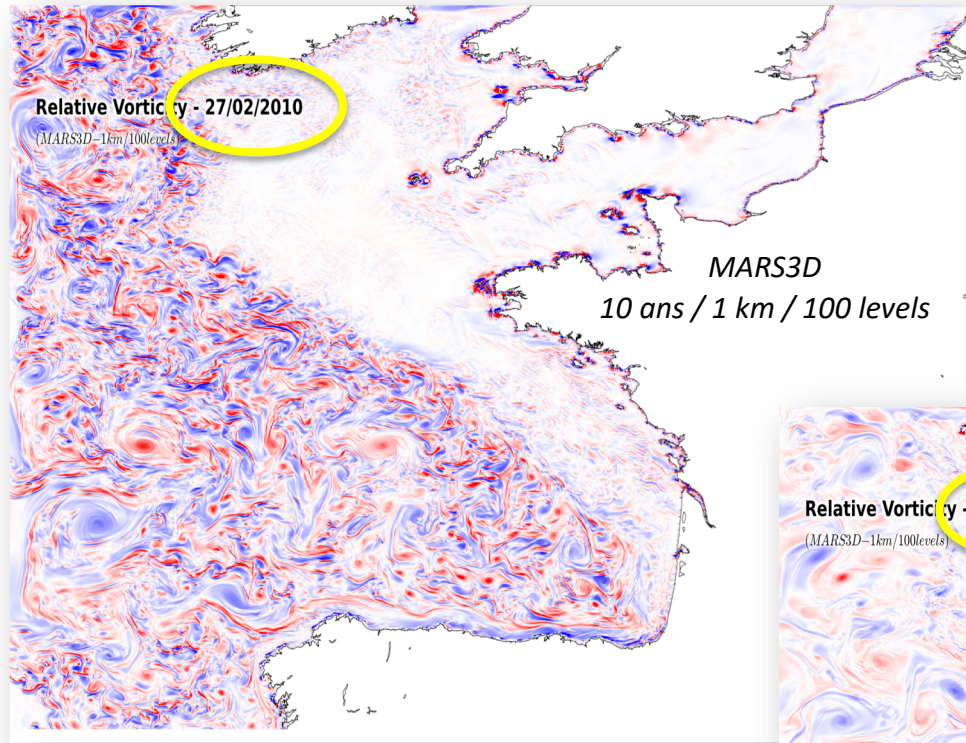 Relative Vorticity - 27/02/2010
(MARS3D−1km/100levels)
MARS3D
10 ans / 1 km / 100 levels
Relative Vorticity -
(MARS3D−1km/100levels)